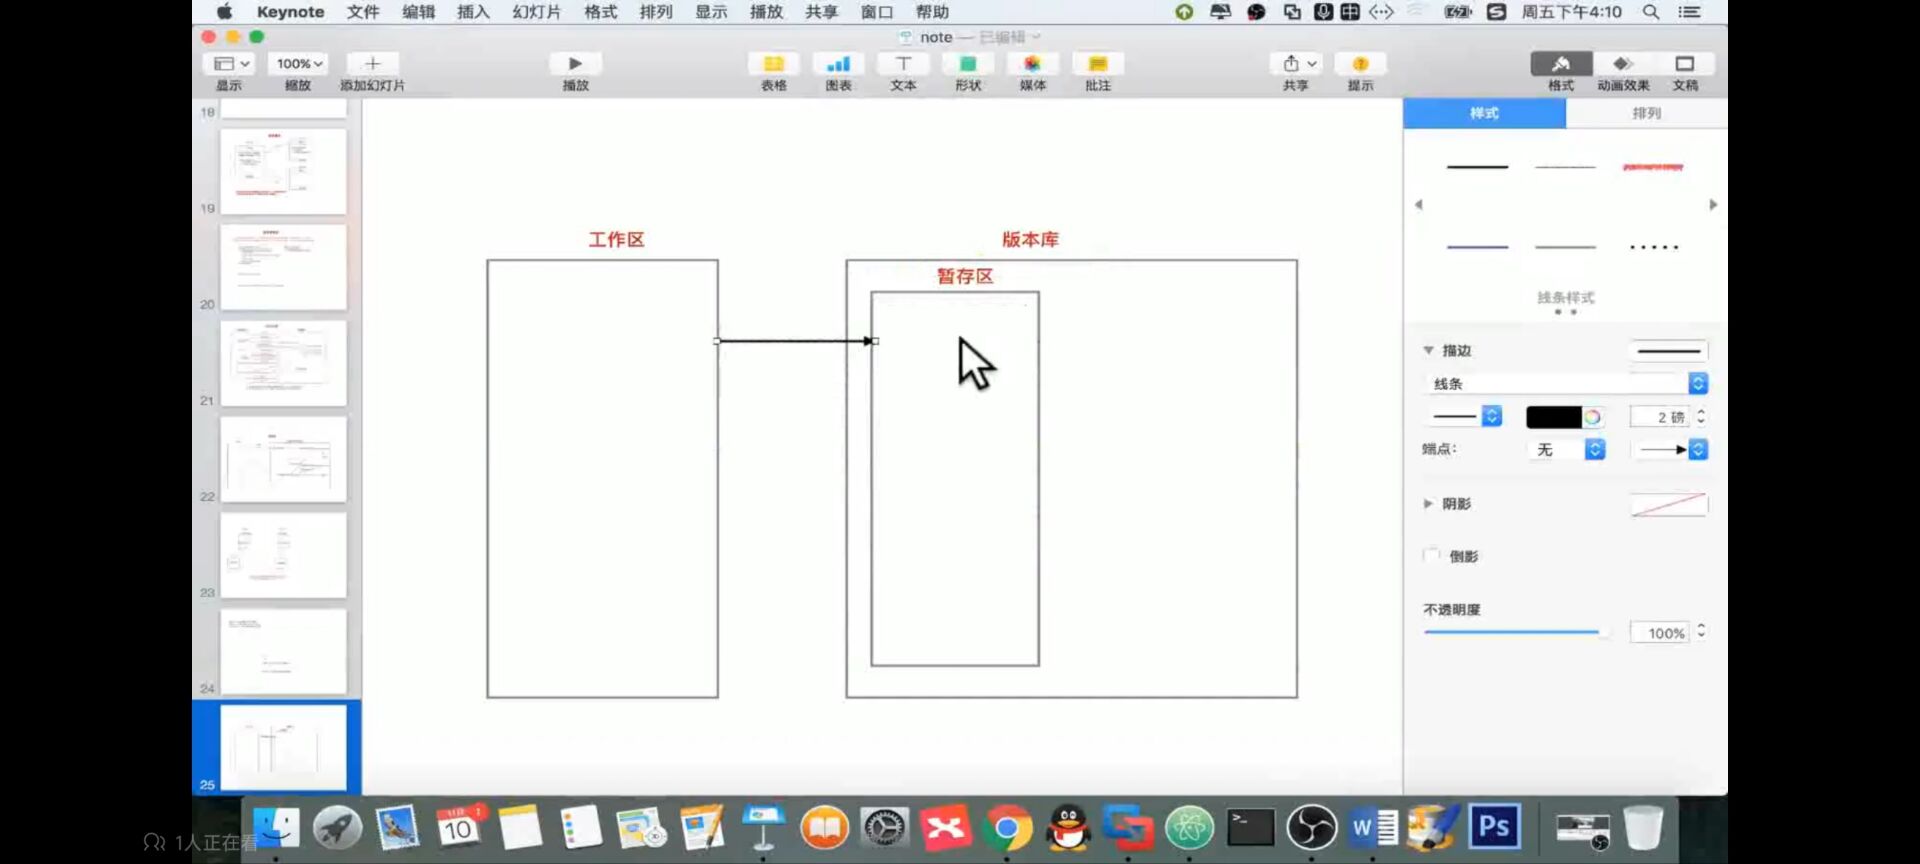 Keynote 文件 编辑 插入 幻灯片 格式 排列 显示 播放 共享 窗口 帮助 周五下午4:10
note — 已编辑
100%
显示 缩放 添加幻灯片 播放 表格 图表 文本 形状 媒体 批注 共享 提示 格式 动画效果 文稿
18
19
20
21
22
23
24
25
工作区
版本库
暂存区
样式 排列
线条样式
描边
线条
2 磅
端点: 无
阴影
倒影
不透明度
100%
10
W
Ps
1人正在看